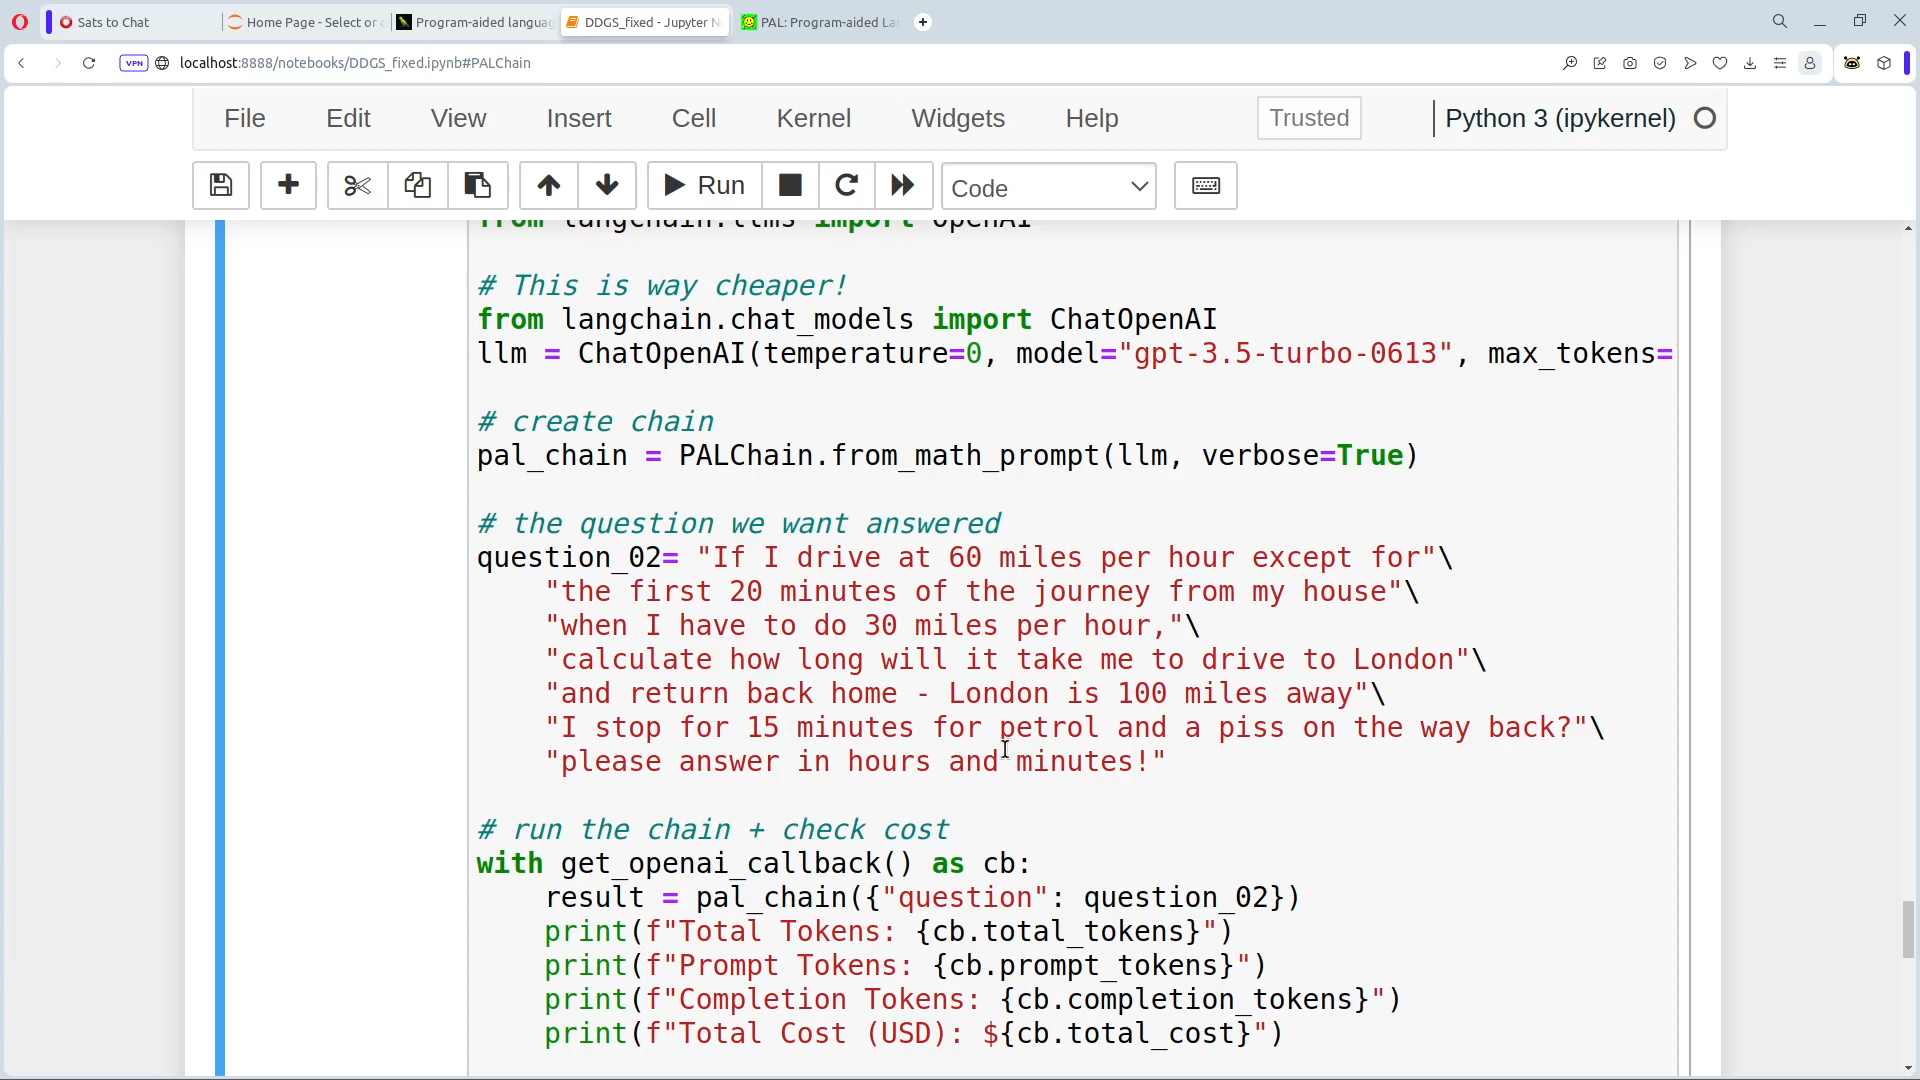 Sats to Chat
Home Page - Select or c
Program-aided languag
DDGS_fixed - Jupyter N
PAL: Program-aided Lar
VPN
localhost:8888/notebooks/DDGS_fixed.ipynb#PALChain
File Edit View Insert Cell Kernel Widgets Help Trusted Python 3 (ipykernel)
Run Code
from langchain.llms import OpenAI
# This is way cheaper!
from langchain.chat_models import ChatOpenAI
llm = ChatOpenAI(temperature=0, model="gpt-3.5-turbo-0613", max_tokens=
# create chain
pal_chain = PALChain.from_math_prompt(llm, verbose=True)
# the question we want answered
question_02= "If I drive at 60 miles per hour except for"\
"the first 20 minutes of the journey from my house"\
"when I have to do 30 miles per hour,"\
"calculate how long will it take me to drive to London"\
"and return back home - London is 100 miles away"\
"I stop for 15 minutes for petrol and a piss on the way back?"\
"please answer in hours and minutes!"
# run the chain + check cost
with get_openai_callback() as cb:
result = pal_chain({"question": question_02})
print(f"Total Tokens: {cb.total_tokens}")
print(f"Prompt Tokens: {cb.prompt_tokens}")
print(f"Completion Tokens: {cb.completion_tokens}")
print(f"Total Cost (USD): ${cb.total_cost}")